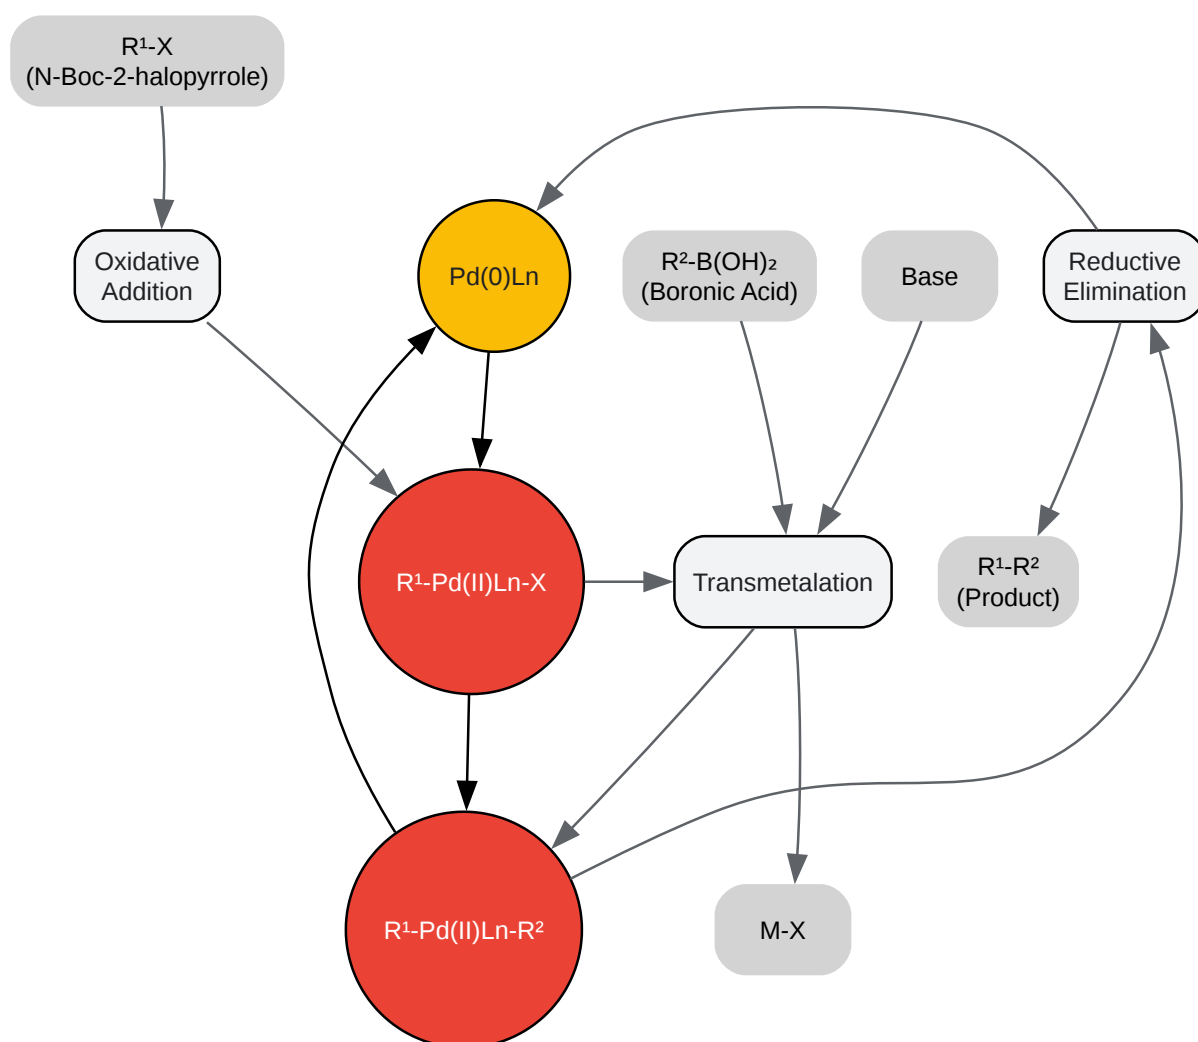 R¹-X
(N-Boc-2-halopyrrole)
Oxidative
Addition
Pd(0)Ln
R²-B(OH)₂
(Boronic Acid)
Base
Reductive
Elimination
R¹-Pd(II)Ln-X
Transmetalation
R¹-R²
(Product)
R¹-Pd(II)Ln-R²
M-X